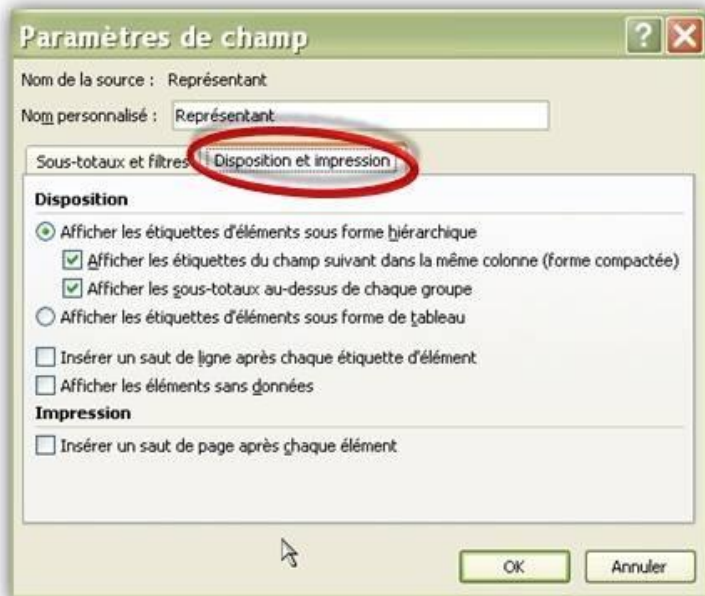 Paramètres de champ
Nom de la source : Représentant
Nom personnalisé : Représentant
Sous-totaux et filtres Disposition et impression
Disposition
Afficher les étiquettes d'éléments sous forme hiérarchique
Afficher les étiquettes du champ suivant dans la même colonne (forme compactée)
Afficher les sous-totaux au-dessus de chaque groupe
Afficher les étiquettes d'éléments sous forme de tableau
Insérer un saut de ligne après chaque étiquette d'élément
Afficher les éléments sans données
Impression
Insérer un saut de page après chaque élément
OK Annuler